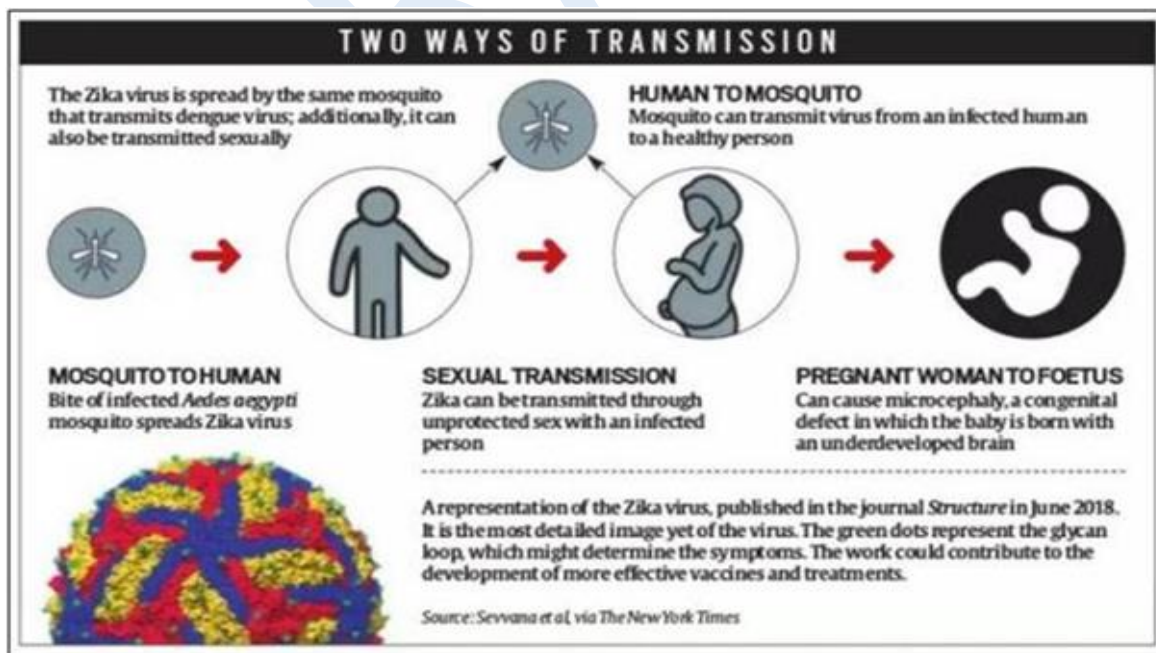 TWO WAYS OF TRANSMISSION
The Zika virus is spread by the same mosquito
that transmits dengue virus; additionally, it can
also be transmitted sexually
HUMAN TO MOSQUITO
Mosquito can transmit virus from an infected human
to a healthy person
MOSQUITO TO HUMAN
Bite of infected Aedes aegypti
mosquito spreads Zika virus
SEXUAL TRANSMISSION
Zika can be transmitted through
unprotected sex with an infected
person
PREGNANT WOMAN TO FOETUS
Can cause microcephaly, a congenital
defect in which the baby is born with
an underdeveloped brain
A representation of the Zika virus, published in the journal Structure in June 2018.
It is the most detailed image yet of the virus. The green dots represent the glycan
loop, which might determine the symptoms. The work could contribute to the
development of more effective vaccines and treatments.
Source: Sevvana et al, via The New York Times